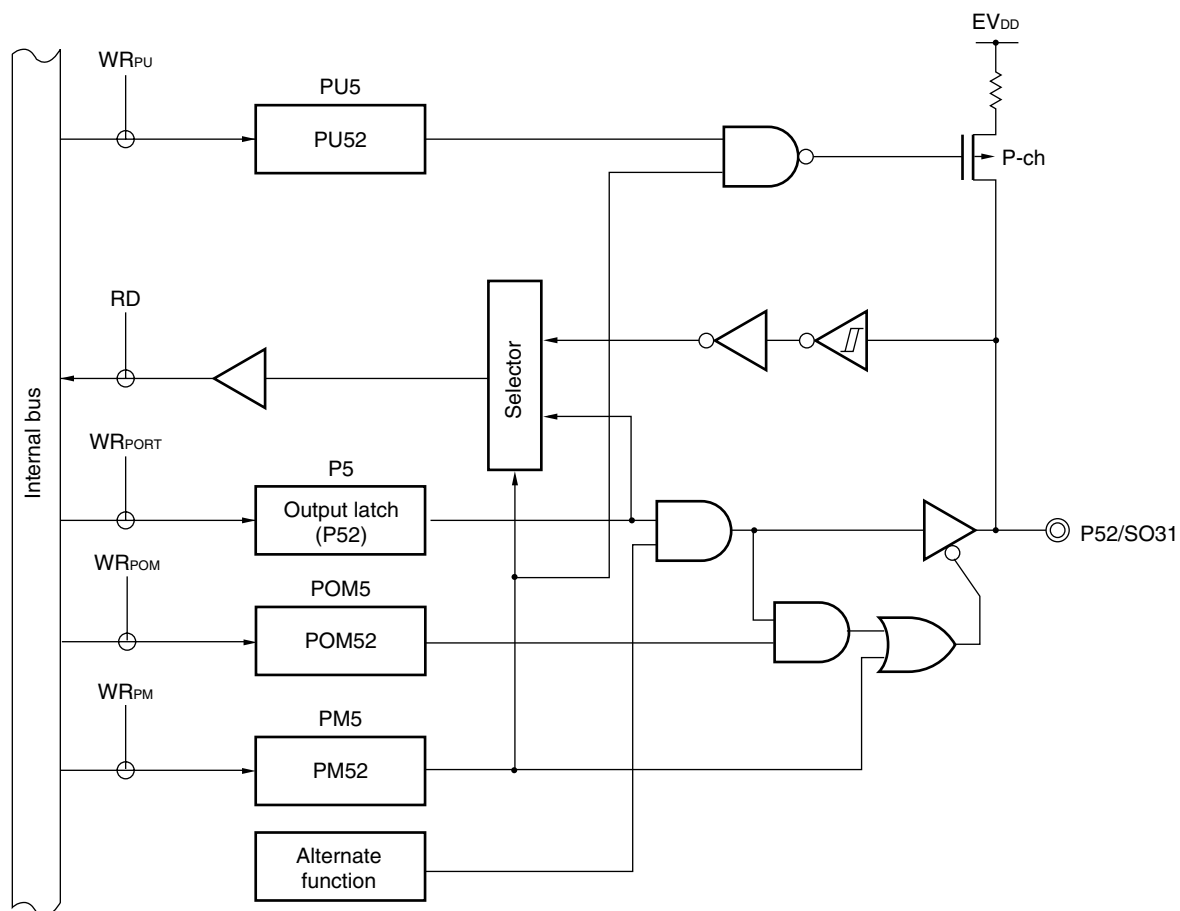 EVDD
WRPU
PU5
PU52
P-ch
RD
Selector
Internal bus
WRPORT
P5
Output latch
(P52)
P52/SO31
WRPOM
POM5
POM52
WRPM
PM5
PM52
Alternate
function